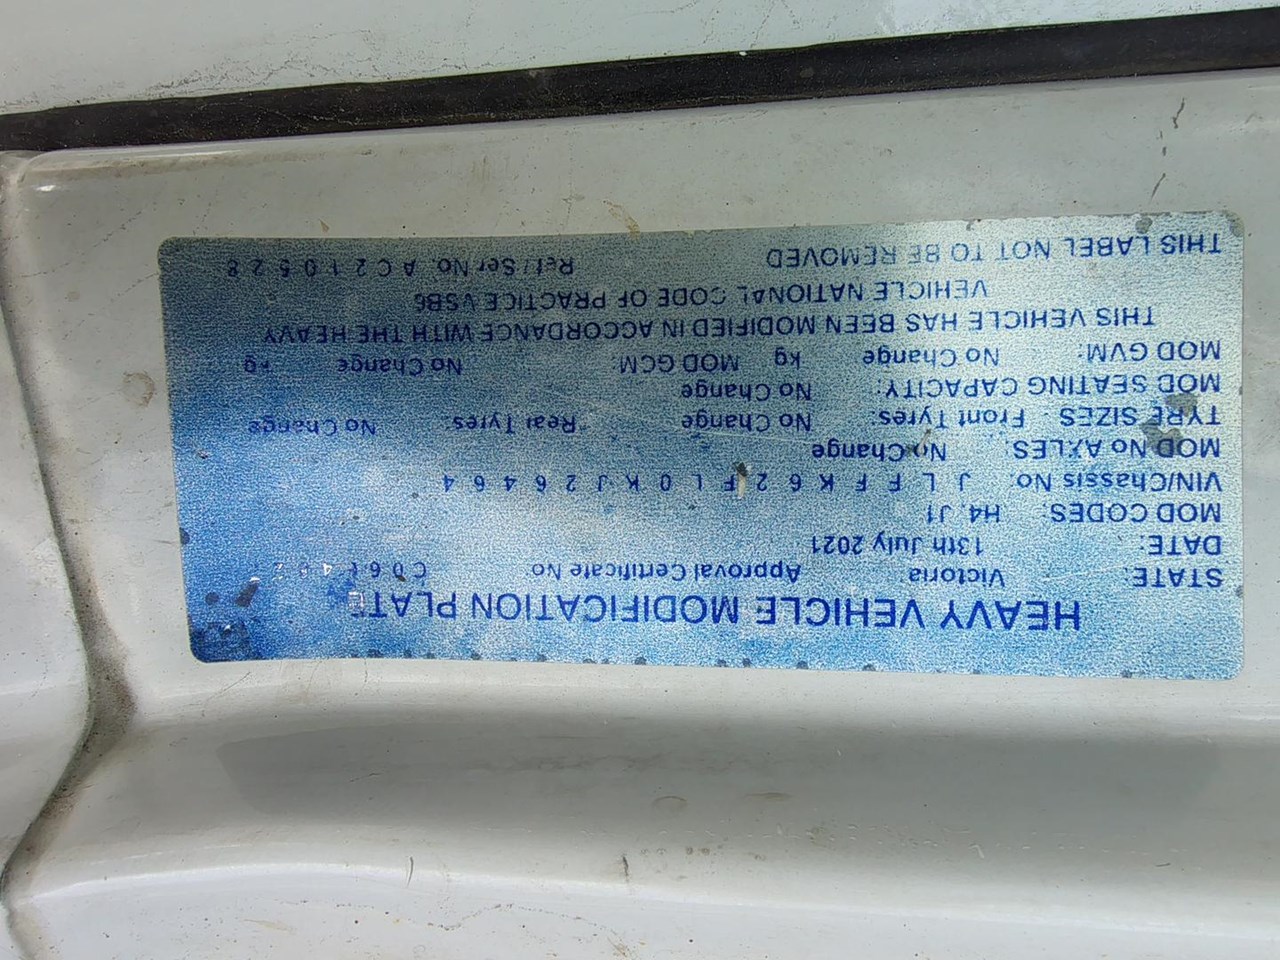 HEAVY VEHICLE MODIFICATION PLATE
STATE: Victoria Approval Certificate No
DATE: 13th July 2021
MOD CODES: H4, J1
VIN/Chassis No: J L F F K 6 2 F L 0 K J 2 6 4 6 4
MOD No AXLES: No Change
TYRE SIZES: Front Tyres: No Change Rear Tyres: No Change
MOD SEATING CAPACITY: No Change
MOD GVM: No Change kg MOD GCM: No Change kg
THIS VEHICLE HAS BEEN MODIFIED IN ACCORDANCE WITH THE HEAVY
VEHICLE NATIONAL CODE OF PRACTICE VSB6
THIS LABEL NOT TO BE REMOVED Ref/Ser No. A C 2 1 0 5 2 8